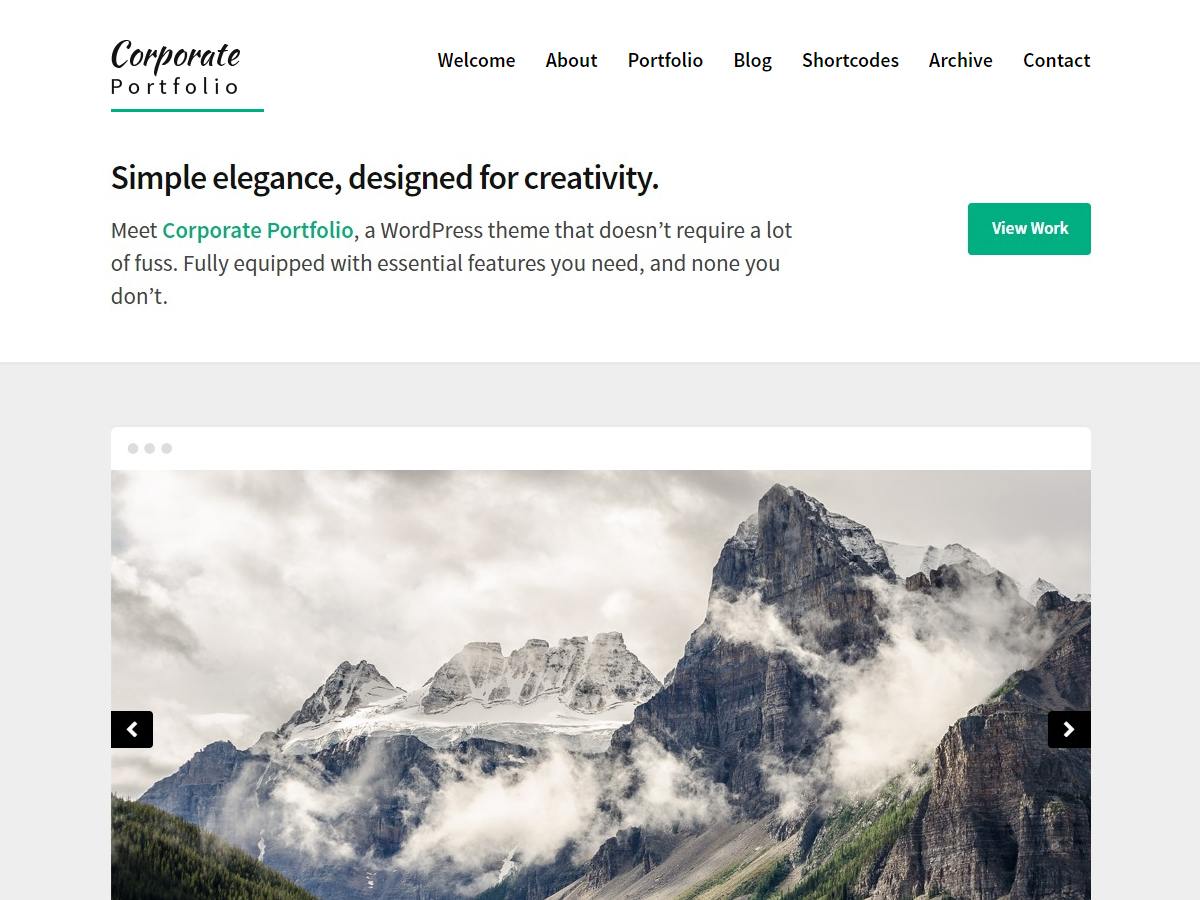 Corporate
Portfolio
Welcome About Portfolio Blog Shortcodes Archive Contact
Simple elegance, designed for creativity.
Meet Corporate Portfolio, a WordPress theme that doesn’t require a lot
of fuss. Fully equipped with essential features you need, and none you
don’t.
View Work